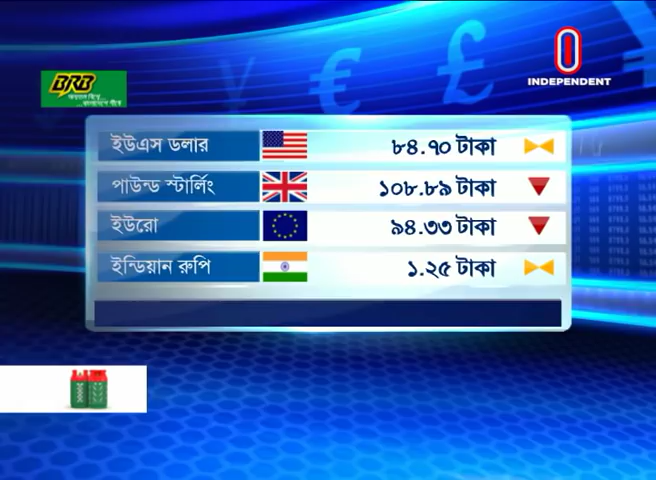 BRB
INDEPENDENT
ইউএস ডলার ৮৪.৭০ টাকা
পাউন্ড স্টার্লিং ১০৮.৮৯ টাকা
ইউরো ৯৪.৩৩ টাকা
ইন্ডিয়ান রুপি ১.২৫ টাকা